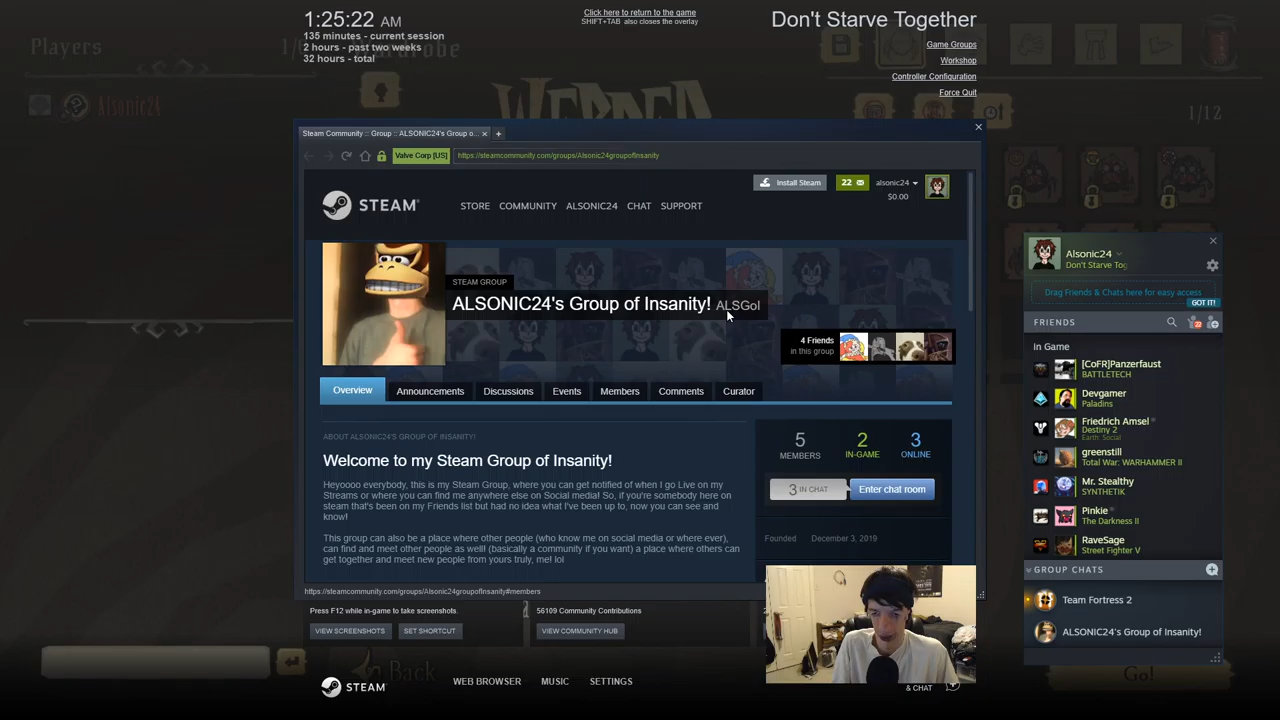 1:25:22 AM
135 minutes - current session
2 hours - past two weeks
32 hours - total
Click here to return to the game
SHIFT+TAB also closes the overlay
Don't Starve Together
Game Groups
Workshop
Controller Configuration
Force Quit
Players
Alsonic24
1/12
Steam Community :: Group :: ALSONIC24's Group o...
Valve Corp [US]
https://steamcommunity.com/groups/Alsonic24groupofInsanity
Install Steam
22
alsonic24
$0.00
STEAM
STORE COMMUNITY ALSONIC24 CHAT SUPPORT
STEAM GROUP
ALSONIC24's Group of Insanity! ALSGoI
4 Friends
in this group
Overview Announcements Discussions Events Members Comments Curator
ABOUT ALSONIC24'S GROUP OF INSANITY!
Welcome to my Steam Group of Insanity!
Heyoooo everybody, this is my Steam Group, where you can get notified of when I go Live on my
Streams or where you can find me anywhere else on Social media! So, if you're somebody here on
steam that's been on my Friends list but had no idea what I've been up to, now you can see and
know!
This group can also be a place where other people (who know me on social media or where ever),
can find and meet other people as well! (basically a community if you want) a place where others can
get together and meet new people from yours truly, me! lol
5 MEMBERS
2 IN-GAME
3 ONLINE
3 IN CHAT
Enter chat room
Founded December 3, 2019
https://steamcommunity.com/groups/Alsonic24groupofInsanity#members
Press F12 while in-game to take screenshots.
VIEW SCREENSHOTS SET SHORTCUT
56109 Community Contributions
VIEW COMMUNITY HUB
Back
STEAM
WEB BROWSER MUSIC SETTINGS
& CHAT
Go!
Alsonic24
Don't Starve Tog
Drag Friends & Chats here for easy access
GOT IT!
FRIENDS
22
In Game
[CoFR]Panzerfaust
BATTLETECH
Devgamer
Paladins
Friedrich Amsel
Destiny 2
Earth: Social
greenstill
Total War: WARHAMMER II
Mr. Stealthy
SYNTHETIK
Pinkie
The Darkness II
RaveSage
Street Fighter V
GROUP CHATS
Team Fortress 2
ALSONIC24's Group of Insanity!